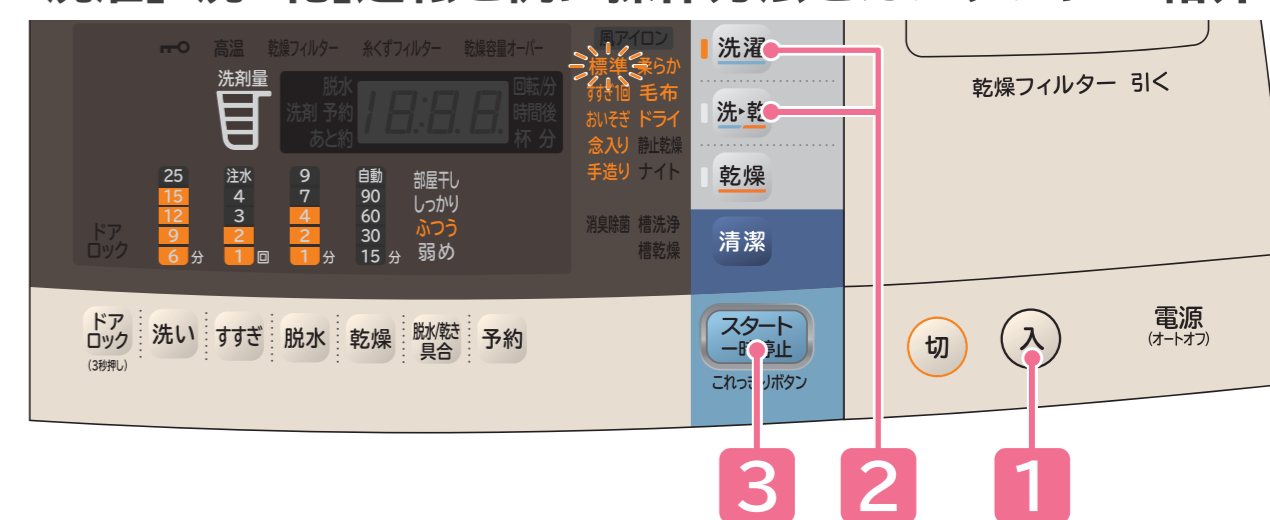 高温 乾燥フィルター 糸くずフィルター 乾燥容量オーバー
風アイロン
洗剤量
脱水 回転/分
洗剤 予約 18:8.8. 時間後
あと約 杯 分
標準 柔らか
すすぎ1回 毛布
おいそぎ ドライ
念入り 静止乾燥
手造り ナイト
消臭除菌 槽洗浄
槽乾燥
25 注水 9 自動 部屋干し
15 4 7 90 しっかり
12 3 4 60 ふつう
9 2 2 30 弱め
6分 1回 1分 15分
ドア
ロック
洗濯
洗▸乾
乾燥
清潔
乾燥フィルター 引く
ドア
ロック
(3秒押し)
洗い
すすぎ
脱水
乾燥
脱水/乾き
具合
予約
スタート
一時停止
これっきりボタン
切
入
電源
(オートオフ)
3
2
1